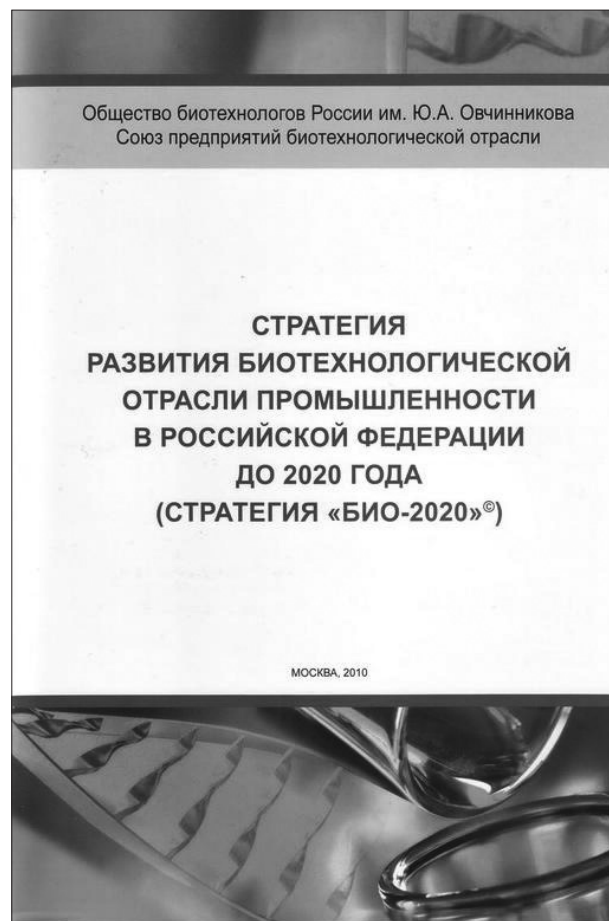 Общество биотехнологов России им. Ю.А. Овчинникова
Союз предприятий биотехнологической отрасли
СТРАТЕГИЯ
РАЗВИТИЯ БИОТЕХНОЛОГИЧЕСКОЙ
ОТРАСЛИ ПРОМЫШЛЕННОСТИ
В РОССИЙСКОЙ ФЕДЕРАЦИИ
ДО 2020 ГОДА
(СТРАТЕГИЯ «БИО-2020»©)
МОСКВА, 2010